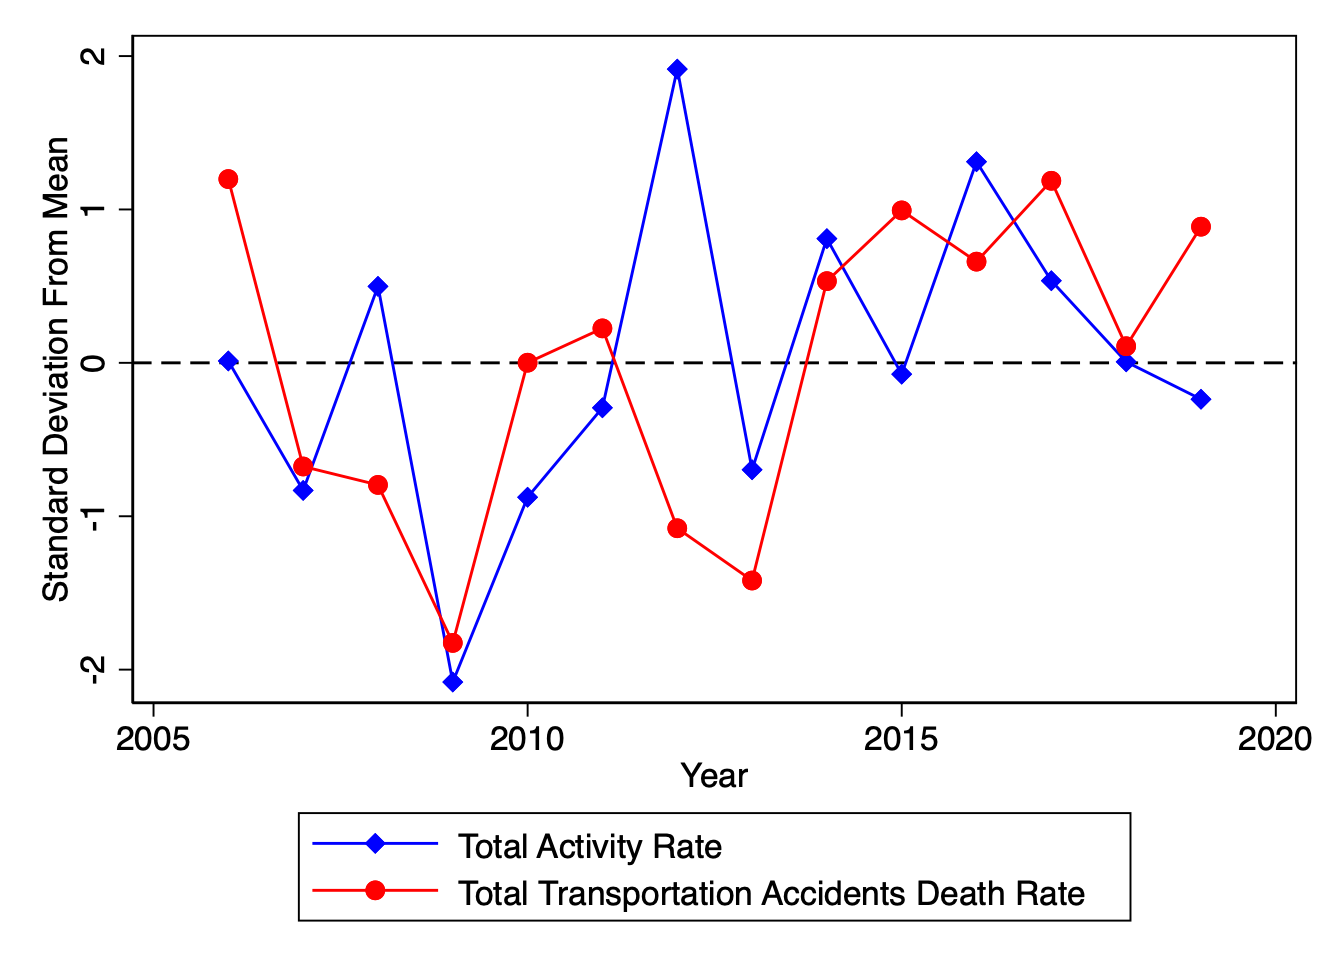 2
1
0
-1
-2
Standard Deviation From Mean
2005
2010
2015
2020
Year
Total Activity Rate
Total Transportation Accidents Death Rate